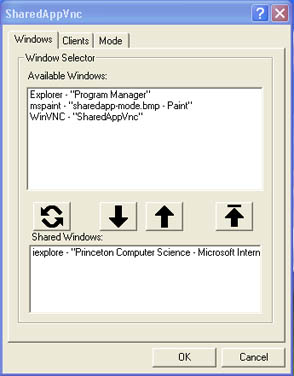 SharedAppVnc
Windows Clients Mode
Window Selector
Available Windows:
Explorer - "Program Manager"
mspaint - "sharedapp-mode.bmp - Paint"
WinVNC - "SharedAppVnc"
Shared Windows:
iexplore - "Princeton Computer Science - Microsoft Intern
OK Cancel